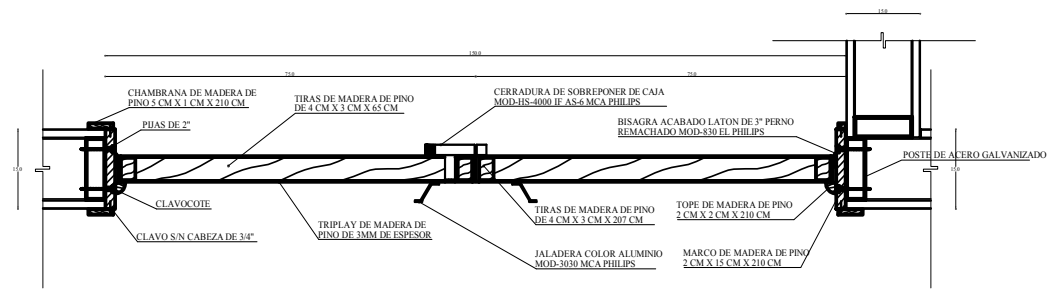 15.0
150.0
75.0
75.0
CHAMBRANA DE MADERA DE
PINO 5 CM X 1 CM X 210 CM
TIRAS DE MADERA DE PINO
DE 4 CM X 3 CM X 65 CM
CERRADURA DE SOBREPONER DE CAJA
MOD-HS-4000 IF AS-6 MCA PHILIPS
PIJAS DE 2"
BISAGRA ACABADO LATON DE 3" PERNO
REMACHADO MOD-830 EL PHILIPS
POSTE DE ACERO GALVANIZADO
15.0
15.0
CLAVOCOTE
TIRAS DE MADERA DE PINO
DE 4 CM X 3 CM X 207 CM
TOPE DE MADERA DE PINO
2 CM X 2 CM X 210 CM
CLAVO S/N CABEZA DE 3/4"
TRIPLAY DE MADERA DE
PINO DE 3MM DE ESPESOR
JALADERA COLOR ALUMINIO
MOD-3030 MCA PHILIPS
MARCO DE MADERA DE PINO
2 CM X 15 CM X 210 CM